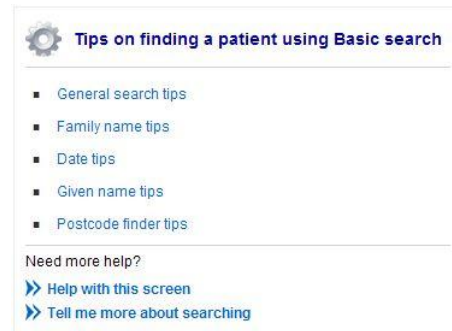 Tips on finding a patient using Basic search
General search tips
Family name tips
Date tips
Given name tips
Postcode finder tips
Need more help?
Help with this screen
Tell me more about searching